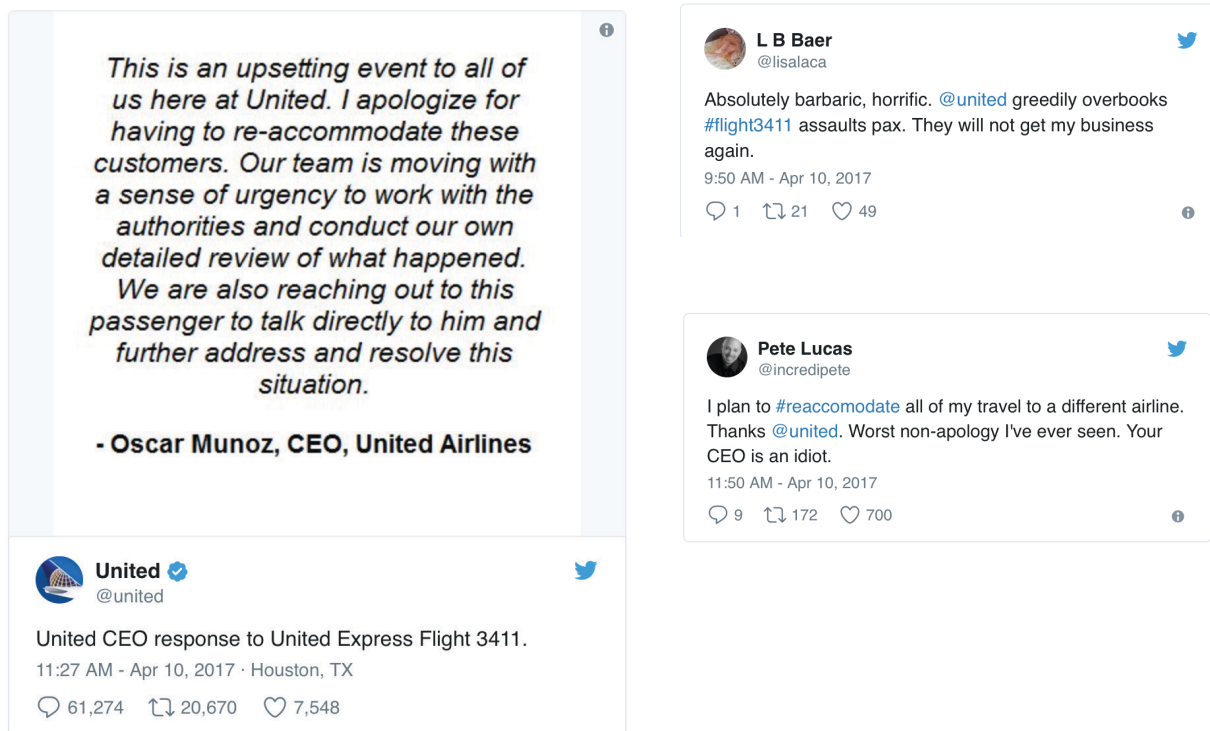 This is an upsetting event to all of
us here at United. I apologize for
having to re-accommodate these
customers. Our team is moving with
a sense of urgency to work with the
authorities and conduct our own
detailed review of what happened.
We are also reaching out to this
passenger to talk directly to him and
further address and resolve this
situation.
- Oscar Munoz, CEO, United Airlines
United
@united
United CEO response to United Express Flight 3411.
11:27 AM - Apr 10, 2017 · Houston, TX
61,274 20,670 7,548
L B Baer
@lisalaca
Absolutely barbaric, horrific. @united greedily overbooks
#flight3411 assaults pax. They will not get my business
again.
9:50 AM - Apr 10, 2017
1 21 49
Pete Lucas
@incredipete
I plan to #reaccomodate all of my travel to a different airline.
Thanks @united. Worst non-apology I've ever seen. Your
CEO is an idiot.
11:50 AM - Apr 10, 2017
9 172 700